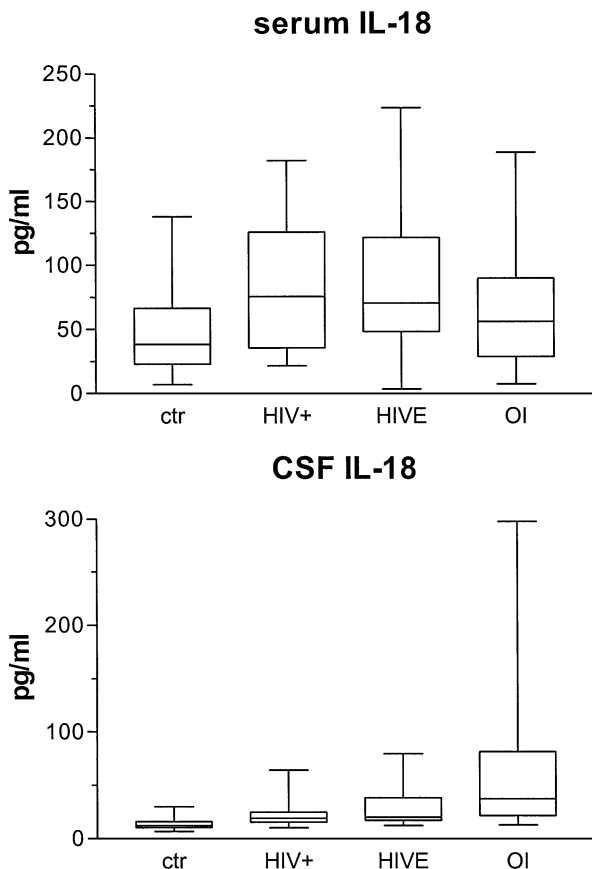 serum IL-18
250
200
150
100
50
0
pg/ml
ctr HIV+ HIVE OI
CSF IL-18
300
200
100
0
pg/ml
ctr HIV+ HIVE OI